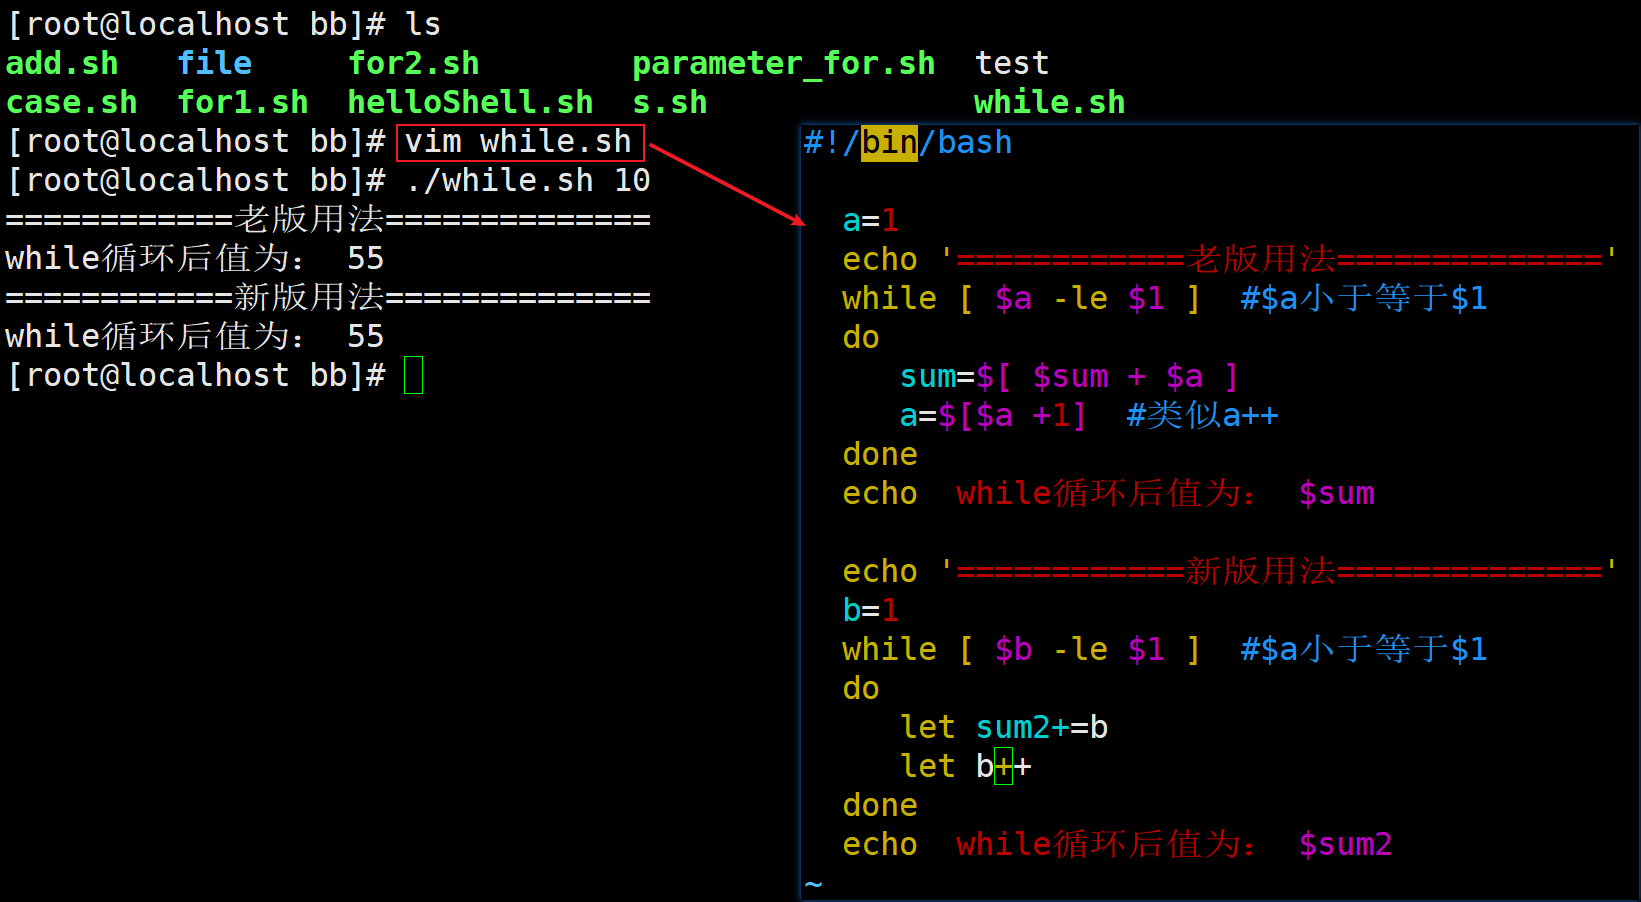 [root@localhost bb]# ls
add.sh   file     for2.sh        parameter_for.sh  test
case.sh  for1.sh  helloShell.sh  s.sh              while.sh
[root@localhost bb]# vim while.sh
[root@localhost bb]# ./while.sh 10
============老版用法==============
while循环后值为： 55
============新版用法==============
while循环后值为： 55
[root@localhost bb]#
#!/bin/bash
a=1
echo '============老版用法=============='
while [ $a -le $1 ]  #$a小于等于$1
do
sum=$[ $sum + $a ]
a=$[$a +1]  #类似a++
done
echo  while循环后值为： $sum
echo '============新版用法=============='
b=1
while [ $b -le $1 ]  #$a小于等于$1
do
let sum2+=b
let b++
done
echo  while循环后值为： $sum2
~